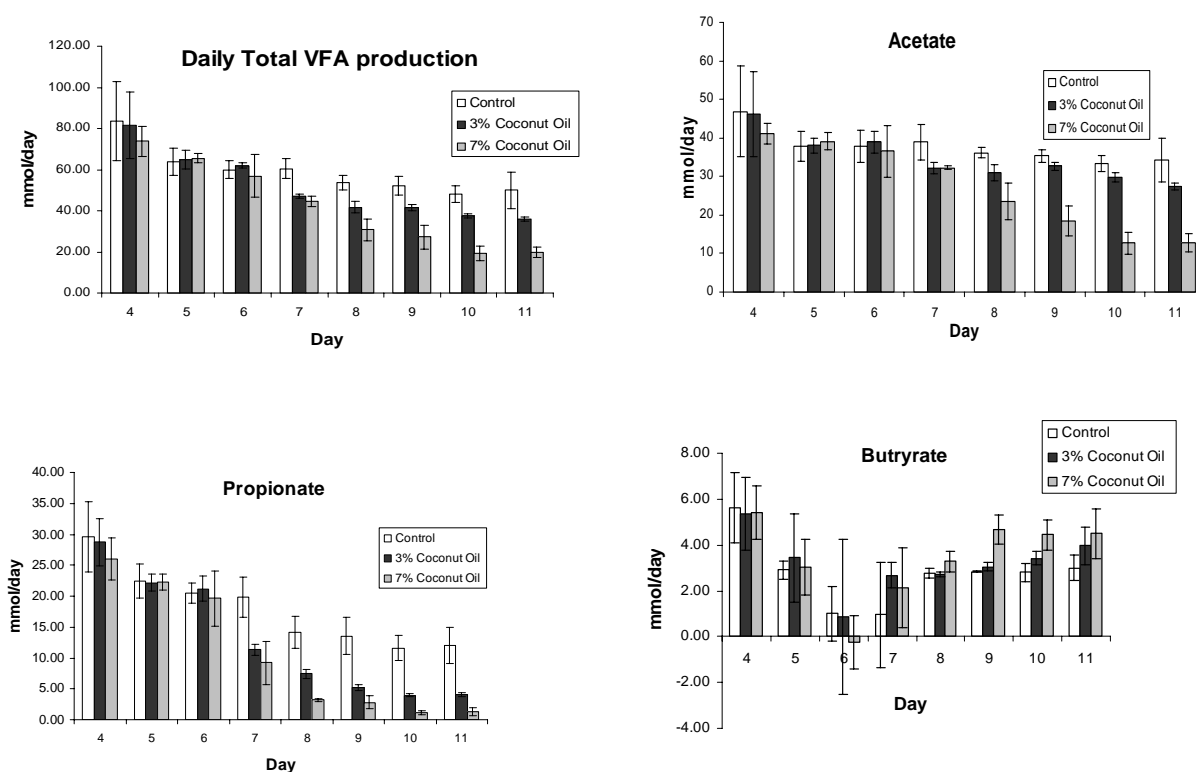 Daily Total VFA production
120.00
100.00
80.00
60.00
40.00
20.00
0.00
mmol/day
Control
3% Coconut Oil
7% Coconut Oil
4 5 6 7 8 9 10 11
Day
Acetate
70
60
50
40
30
20
10
0
mmol/day
Control
3% Coconut Oil
7% Coconut Oil
4 5 6 7 8 9 10 11
Day
Propionate
40.00
35.00
30.00
25.00
20.00
15.00
10.00
5.00
0.00
mmol/day
Control
3% Coconut Oil
7% Coconut Oil
4 5 6 7 8 9 10 11
Day
Butryrate
8.00
6.00
4.00
2.00
0.00
-2.00
-4.00
mmol/day
Control
3% Coconut Oil
7% Coconut Oil
4 5 6 7 8 9 10 11
Day